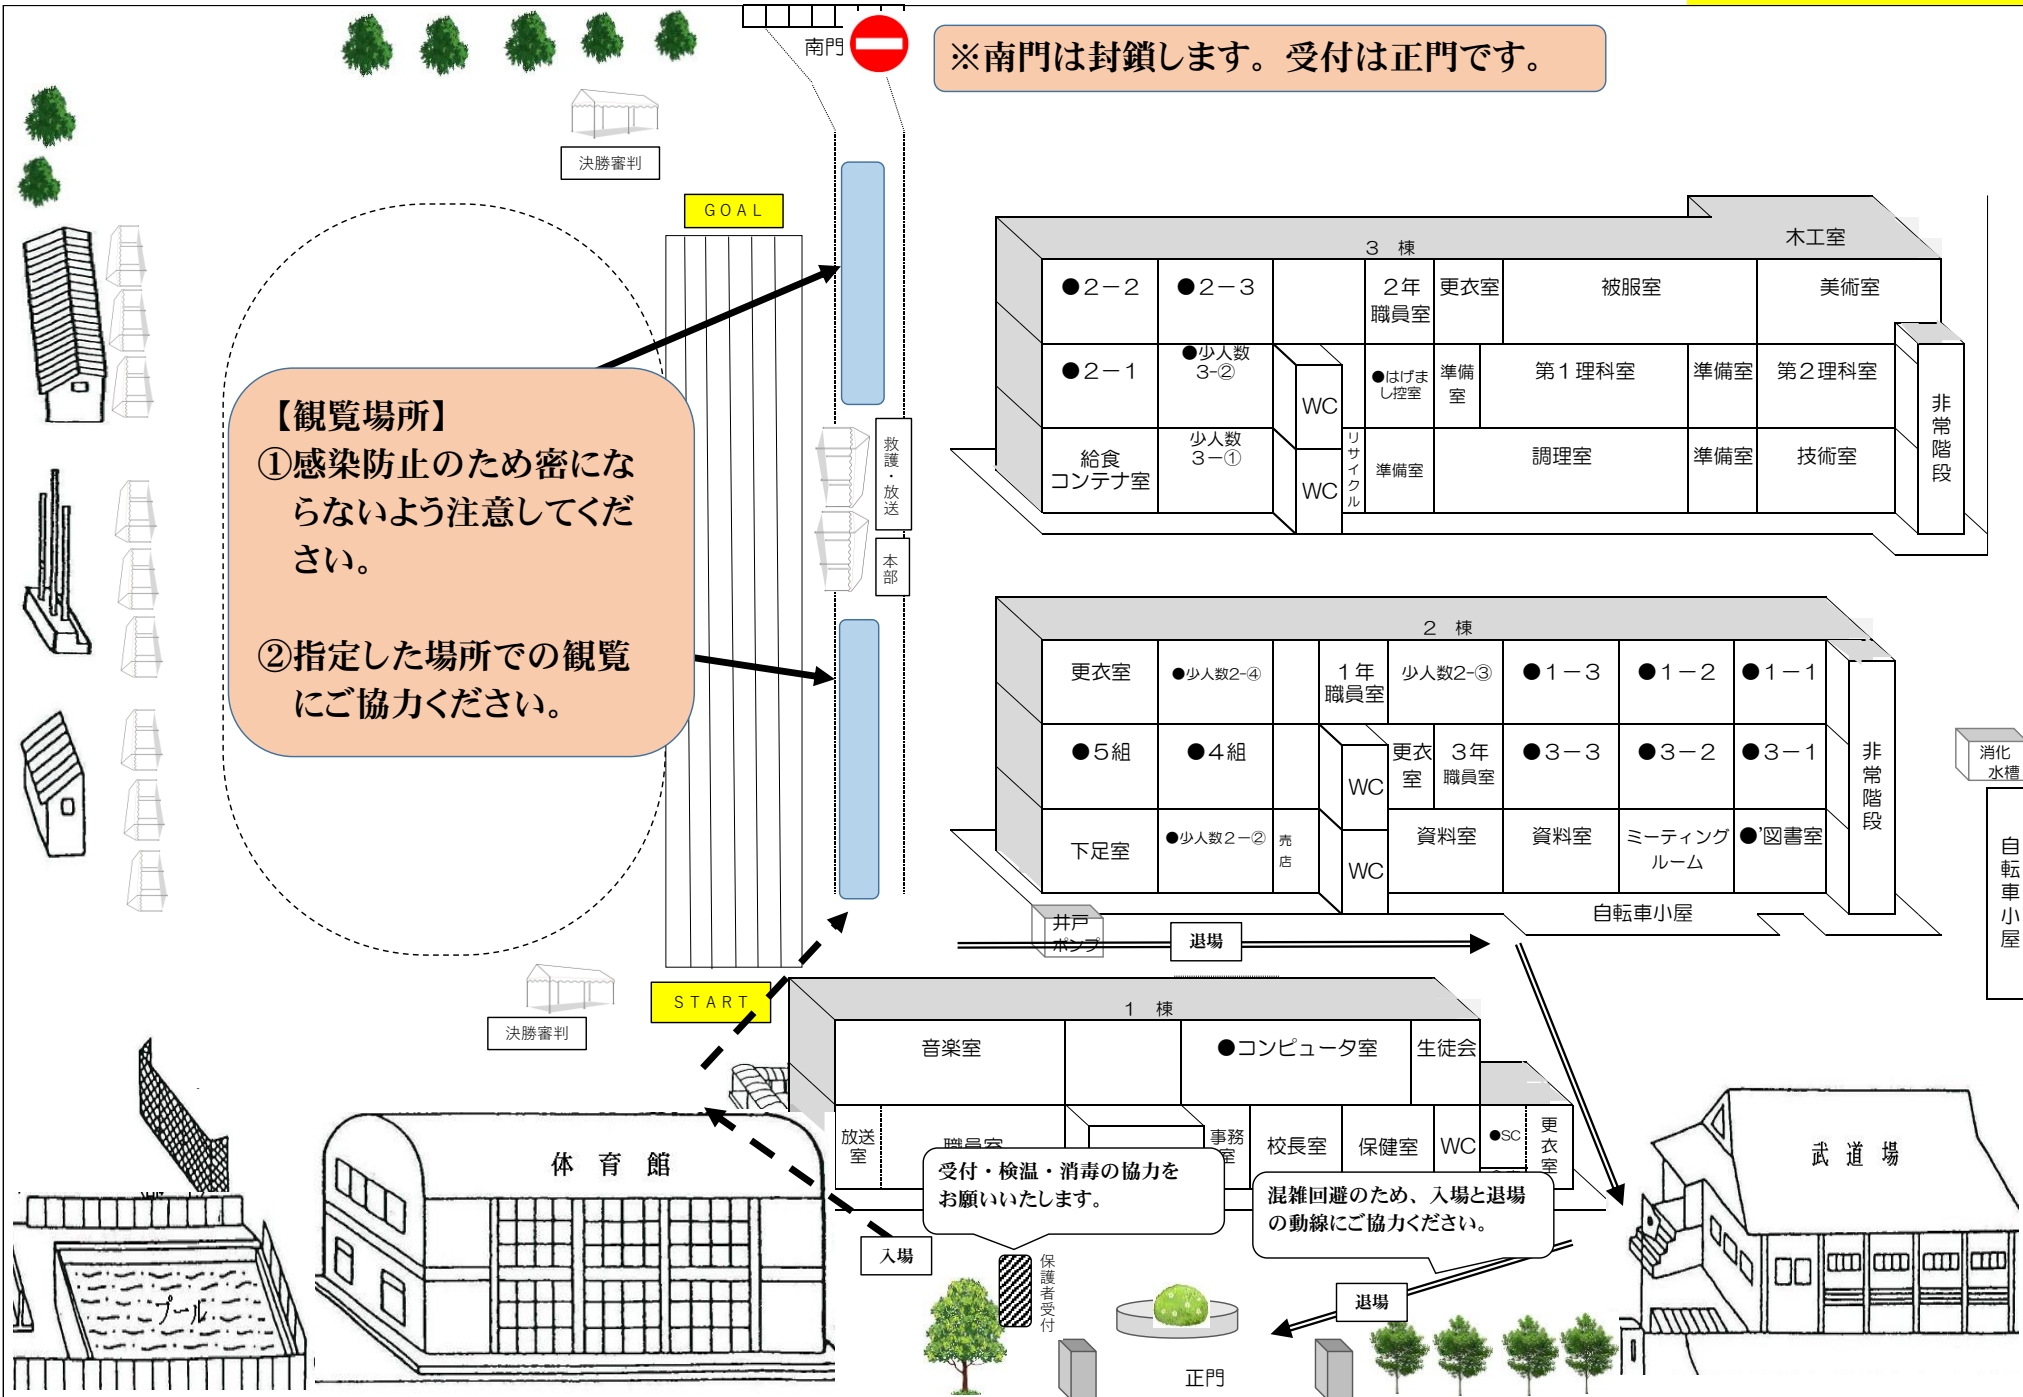 南門
※南門は封鎖します。受付は正門です。
決勝審判
GOAL
【観覧場所】
①感染防止のため密にな
らないよう注意してくだ
さい。
②指定した場所での観覧
にご協力ください。
救護・放送
本部
3 棟
木工室
●2－2
●2－3
2年
職員室
更衣室
被服室
美術室
●2－1
●少人数
3-②
WC
●はげま
し控室
準備
室
第1理科室
準備室
第2理科室
非常階段
給食
コンテナ室
少人数
3－①
WC
リサイクル
準備室
調理室
準備室
技術室
2 棟
更衣室
●少人数2-④
1年
職員室
少人数2-③
●1－3
●1－2
●1－1
●5組
●4組
WC
更衣
室
3年
職員室
●3－3
●3－2
●3－1
非常階段
下足室
●少人数2－②
売店
WC
資料室
資料室
ミーティング
ルーム
●'図書室
消化
水槽
自転車小屋
自転車小屋
井戸
ポンプ
退場
START
決勝審判
1 棟
音楽室
●コンピュータ室
生徒会
放送
室
職員室
事務
室
校長室
保健室
WC
●SC
更衣室
受付・検温・消毒の協力を
お願いいたします。
混雑回避のため、入場と退場
の動線にご協力ください。
体育館
武道場
プール
入場
保護者受付
退場
正門